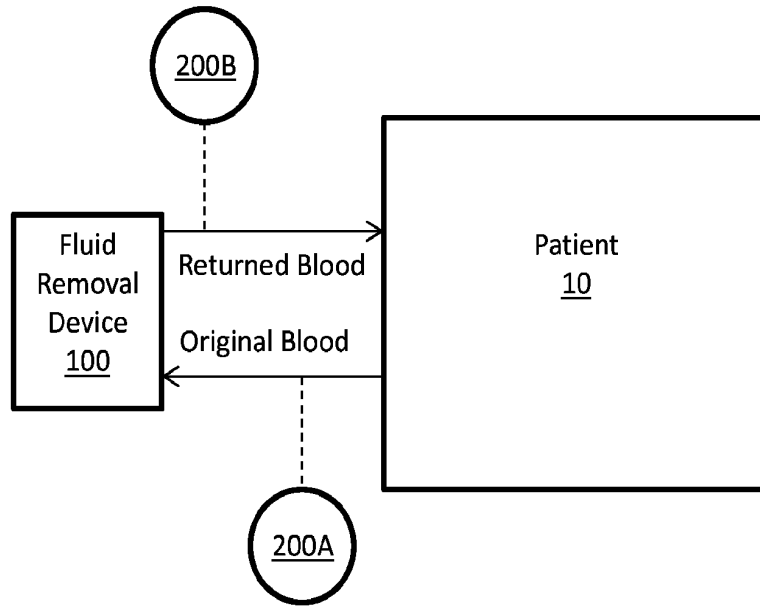 200B
Fluid
Removal
Device
100
Returned Blood
Original Blood
Patient
10
200A